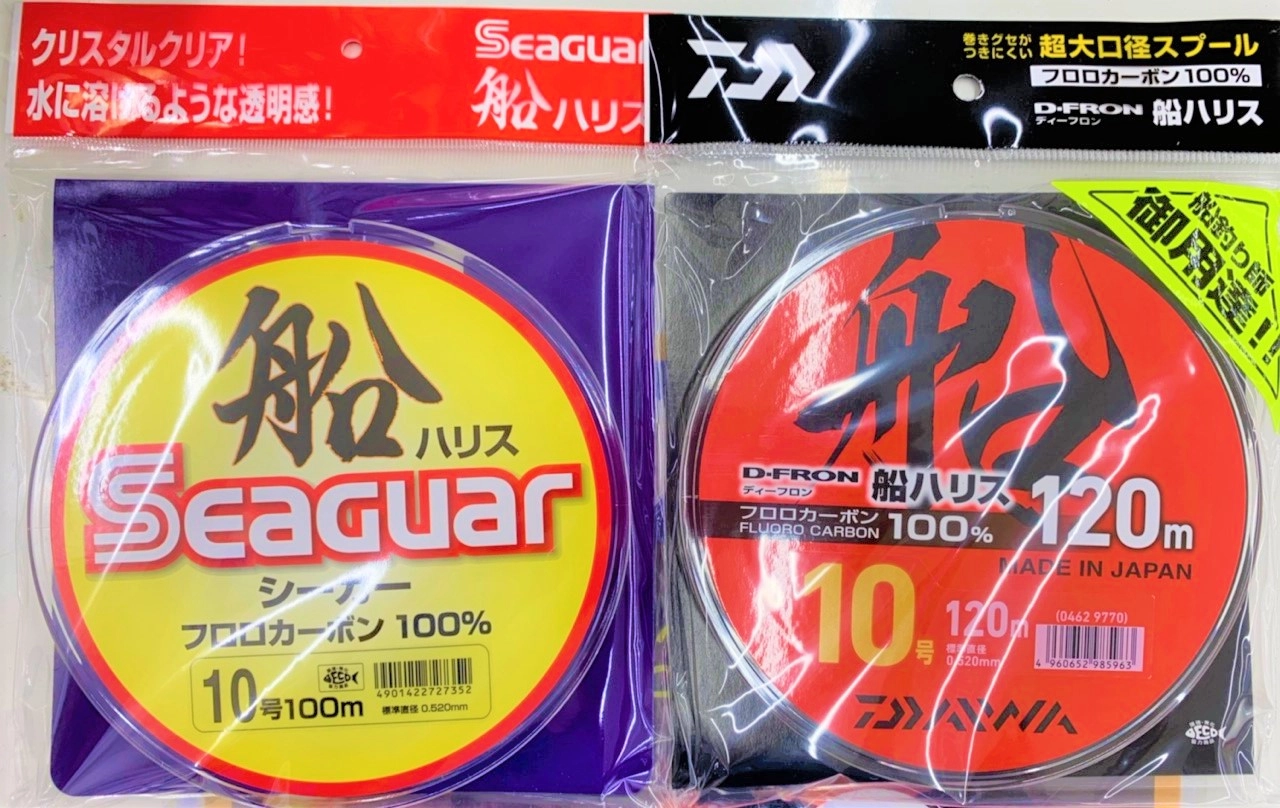 クリスタルクリア!
水に溶けるような透明感!
SEAGUAR
船ハリス
船
ハリス
SEAGUAR
シーガー
フロロカーボン 100%
10号100m
ECO
4901422727352
標準直径 0.520mm
巻きグセが
つきにくい
超大口径スプール
フロロカーボン 100%
D-FRON
ディーフロン
船ハリス
船釣り師
御用達!!
船
D-FRON
ディーフロン
船ハリス
フロロカーボン
FLUORO CARBON
100%
120m
MADE IN JAPAN
10号
120m
標準直径
0.520mm
(0462 9770)
4 960652 985963
DAIWA
ECO